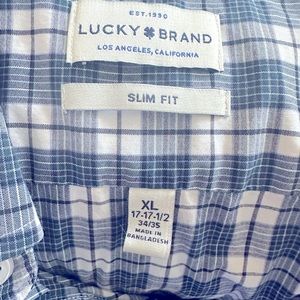 EST. 1990
LUCKY BRAND
LOS ANGELES, CALIFORNIA
SLIM FIT
XL
17-17-1/2
34/35
MADE IN
BANGLADESH